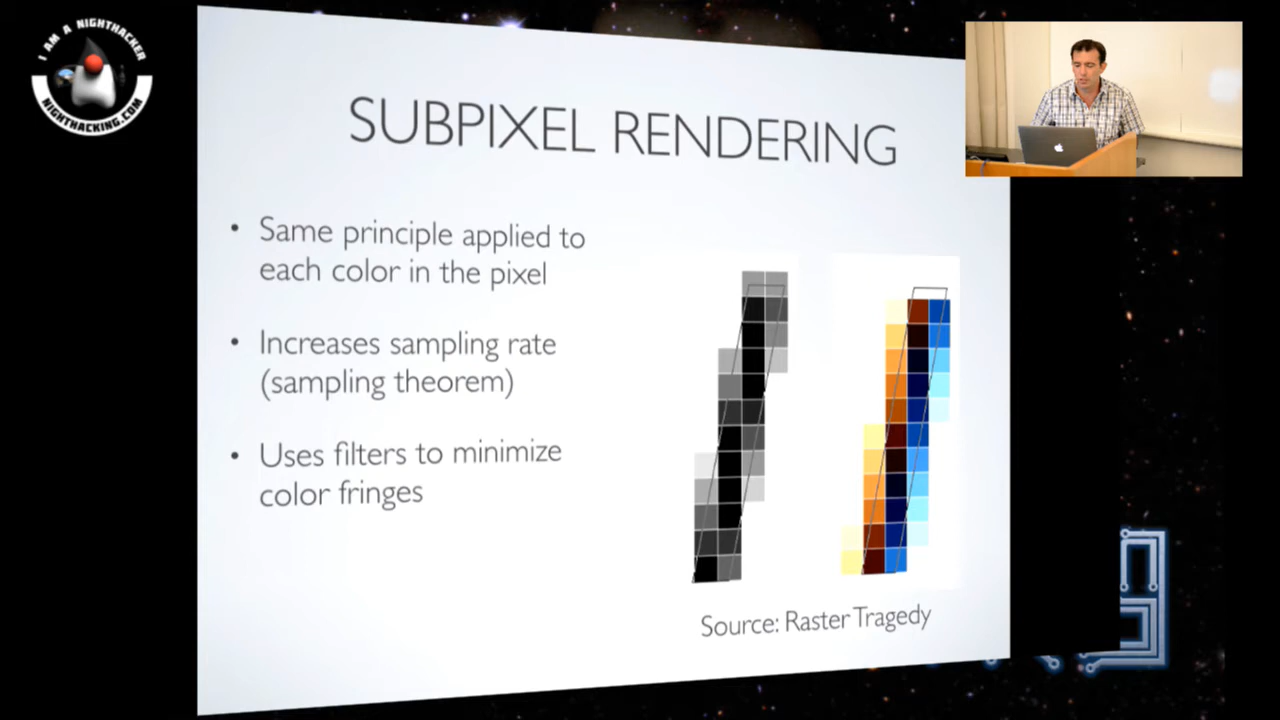 I AM A NIGHTHACKER
NIGHTHACKING.COM
SUBPIXEL RENDERING
• Same principle applied to
each color in the pixel
• Increases sampling rate
(sampling theorem)
• Uses filters to minimize
color fringes
Source: Raster Tragedy